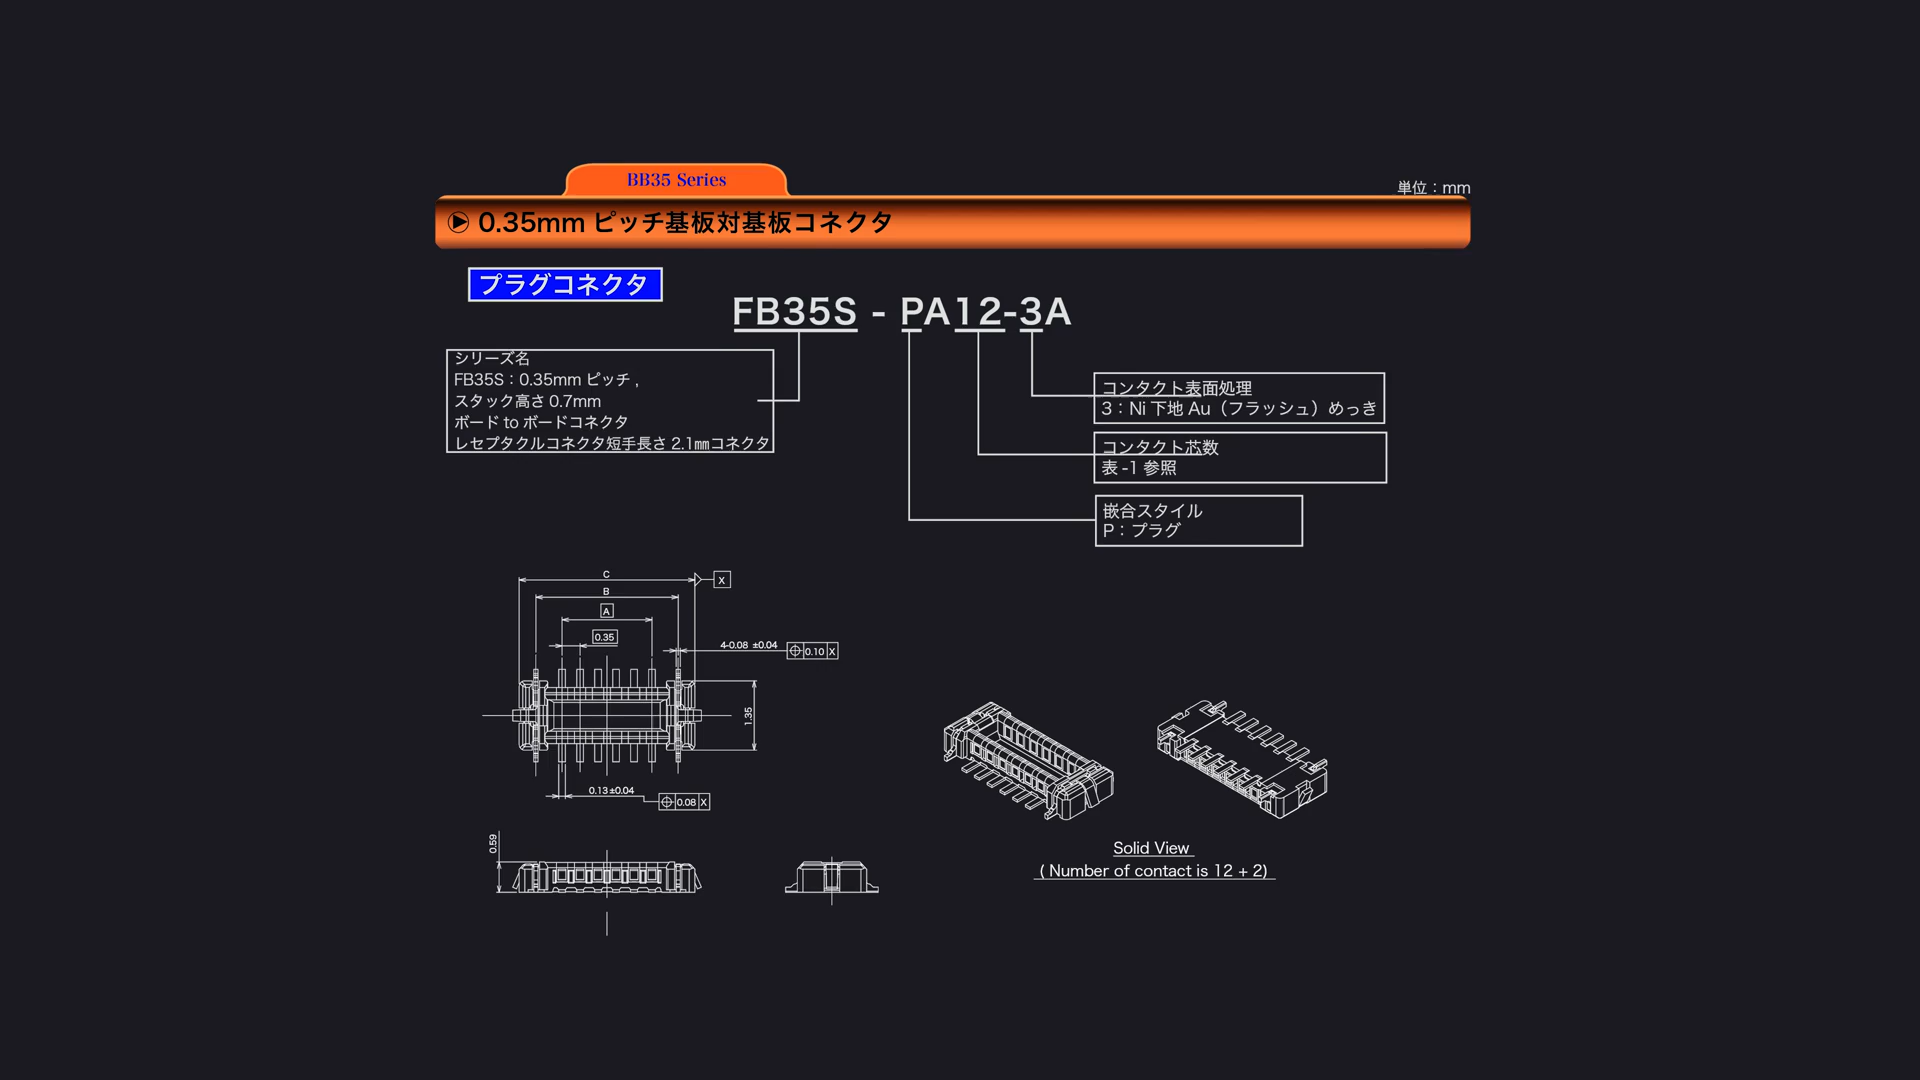 BB35 Series
単位：mm
0.35mm ピッチ基板対基板コネクタ
プラグコネクタ
FB35S - PA12-3A
シリーズ名
FB35S：0.35mm ピッチ ,
スタック高さ 0.7mm
ボード to ボードコネクタ
レセプタクルコネクタ短手長さ 2.1㎜コネクタ
コンタクト表面処理
3：Ni 下地 Au（フラッシュ）めっき
コンタクト芯数
表 -1 参照
嵌合スタイル
P：プラグ
C
X
B
A
0.35
4-0.08 ±0.04
0.10 X
1.35
0.13±0.04
0.08 X
0.59
Solid View
( Number of contact is 12 + 2)